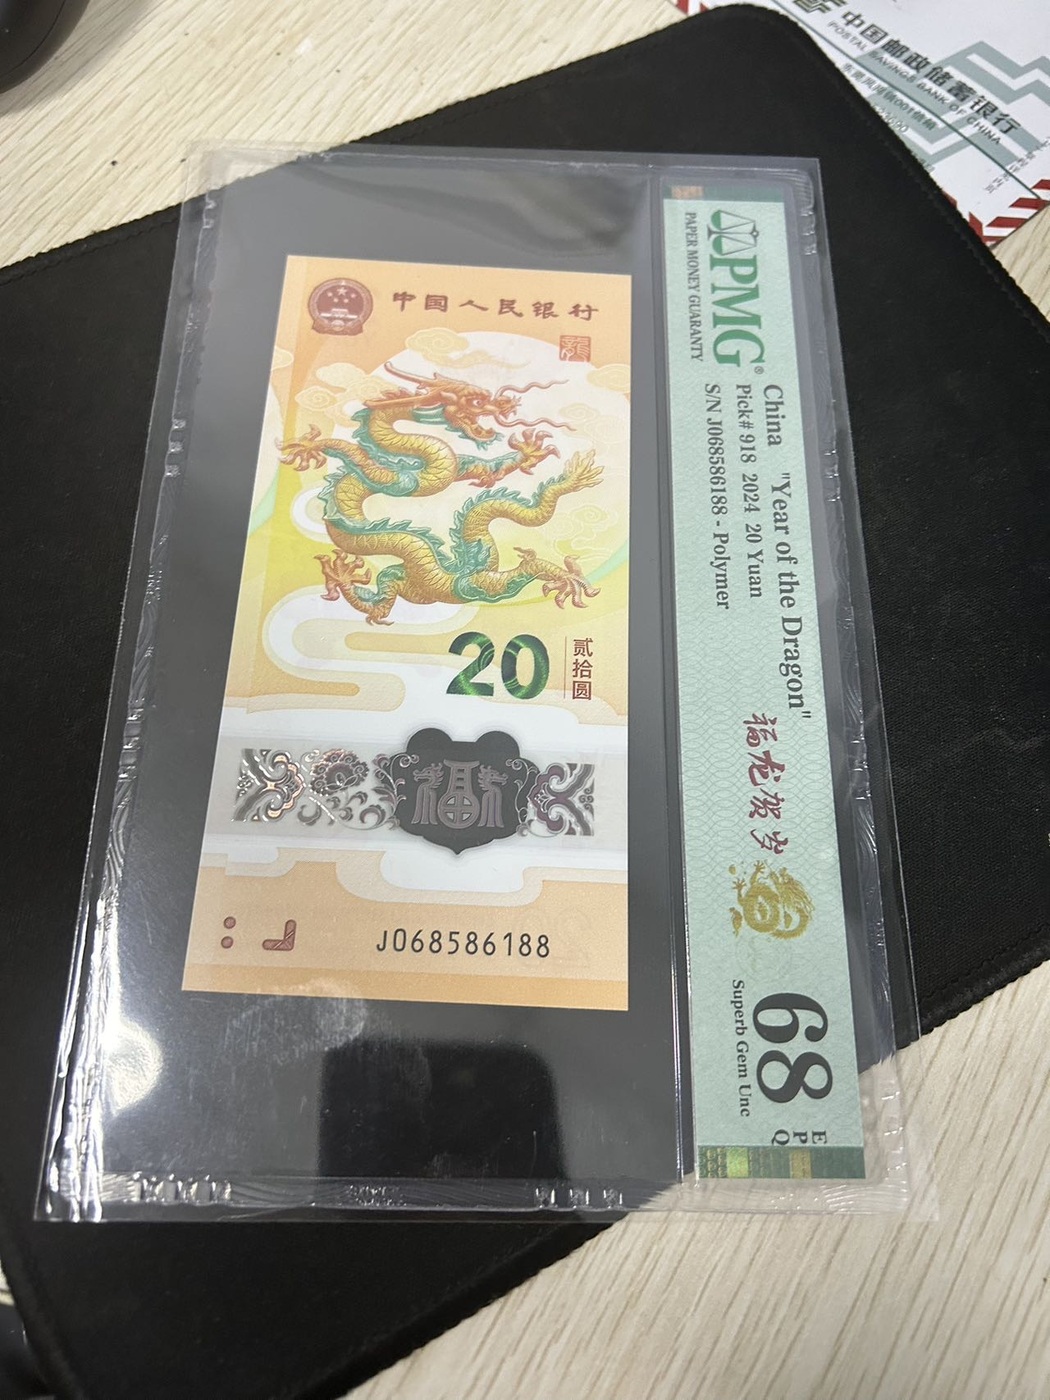 中国邮政储蓄银行
POSTAL SAVINGS BANK OF CHINA
中国人民银行
龍
20
贰拾圆
福
J068586188
PMG®
PAPER MONEY GUARANTY
China "Year of the Dragon"
Pick# 918 2024 20 Yuan
S/N J068586188 - Polymer
福龙贺岁
68 EPQ
Superb Gem Unc